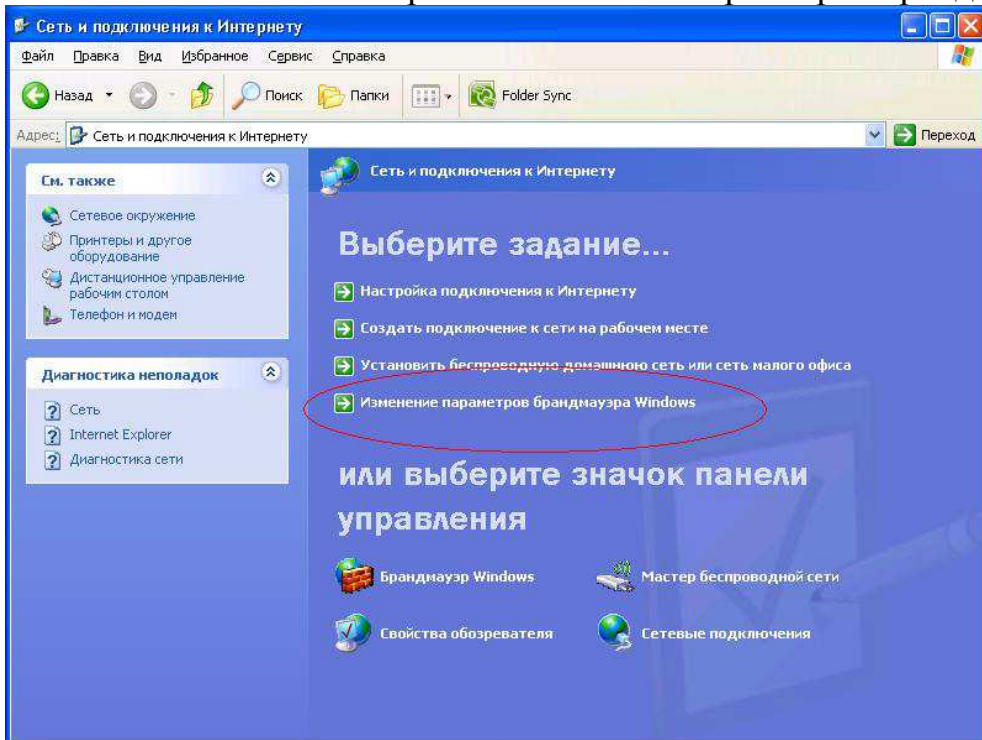 Сеть и подключения к Интернету
Файл Правка Вид Избранное Сервис Справка
Назад Поиск Папки Folder Sync
Адрес: Сеть и подключения к Интернету Переход
См. также
Сетевое окружение
Принтеры и другое
оборудование
Дистанционное управление
рабочим столом
Телефон и модем
Диагностика неполадок
Сеть
Internet Explorer
Диагностика сети
Сеть и подключения к Интернету
Выберите задание...
Настройка подключения к Интернету
Создать подключение к сети на рабочем месте
Установить беспроводную домашнюю сеть или сеть малого офиса
Изменение параметров брандмауэра Windows
или выберите значок панели
управления
Брандмауэр Windows
Мастер беспроводной сети
Свойства обозревателя
Сетевые подключения